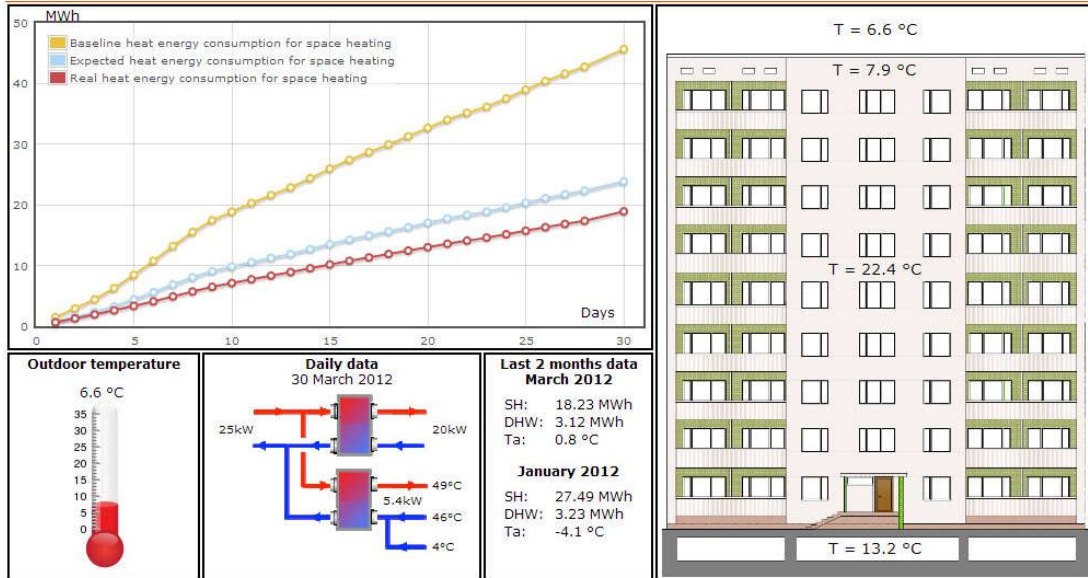 MWh
50
40
30
20
10
0
Baseline heat energy consumption for space heating
Expected heat energy consumption for space heating
Real heat energy consumption for space heating
Days
0 5 10 15 20 25 30
T = 6.6 °C
T = 7.9 °C
T = 22.4 °C
T = 13.2 °C
Outdoor temperature
6.6 °C
35
30
25
20
15
10
5
0
Daily data
30 March 2012
25kW
20kW
49°C
5.4kW
46°C
4°C
Last 2 months data
March 2012
SH: 18.23 MWh
DHW: 3.12 MWh
Ta: 0.8 °C
January 2012
SH: 27.49 MWh
DHW: 3.23 MWh
Ta: -4.1 °C